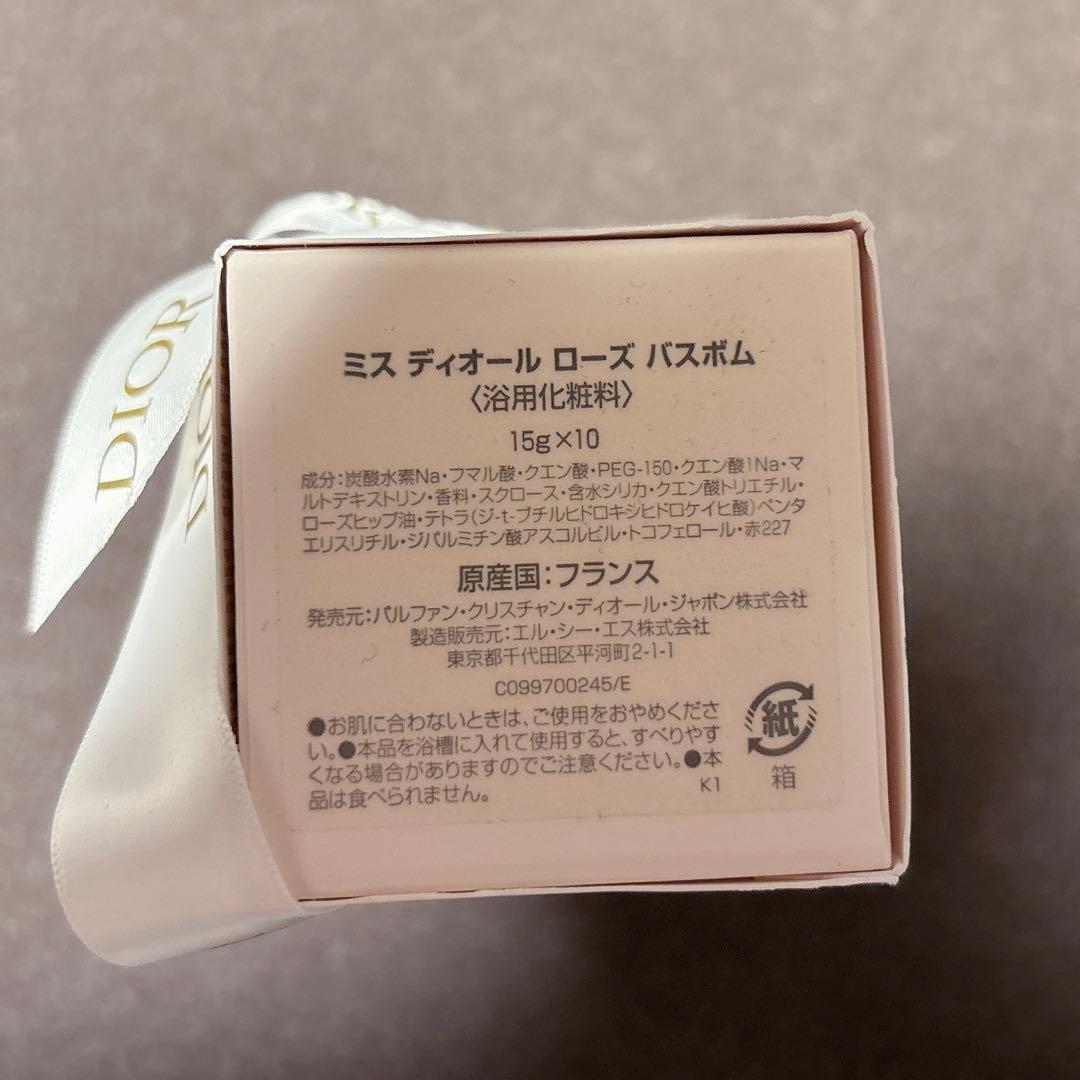 DIOR
DIO
ミス ディオール ローズ バスボム
〈浴用化粧料〉
15g×10
成分:炭酸水素Na・フマル酸・クエン酸・PEG-150・クエン酸1Na・マ
ルトデキストリン・香料・スクロース・含水シリカ・クエン酸トリエチル・
ローズヒップ油・テトラ(ジ-t-ブチルヒドロキシヒドロケイヒ酸)ペンタ
エリスリチル・ジパルミチン酸アスコルビル・トコフェロール・赤227
原産国:フランス
発売元:パルファン・クリスチャン・ディオール・ジャポン株式会社
製造販売元:エル・シー・エス株式会社
東京都千代田区平河町2-1-1
C099700245/E
●お肌に合わないときは、ご使用をおやめくださ
い。●本品を浴槽に入れて使用すると、すべりやす
くなる場合がありますのでご注意ください。●本
品は食べられません。
K1
紙
箱